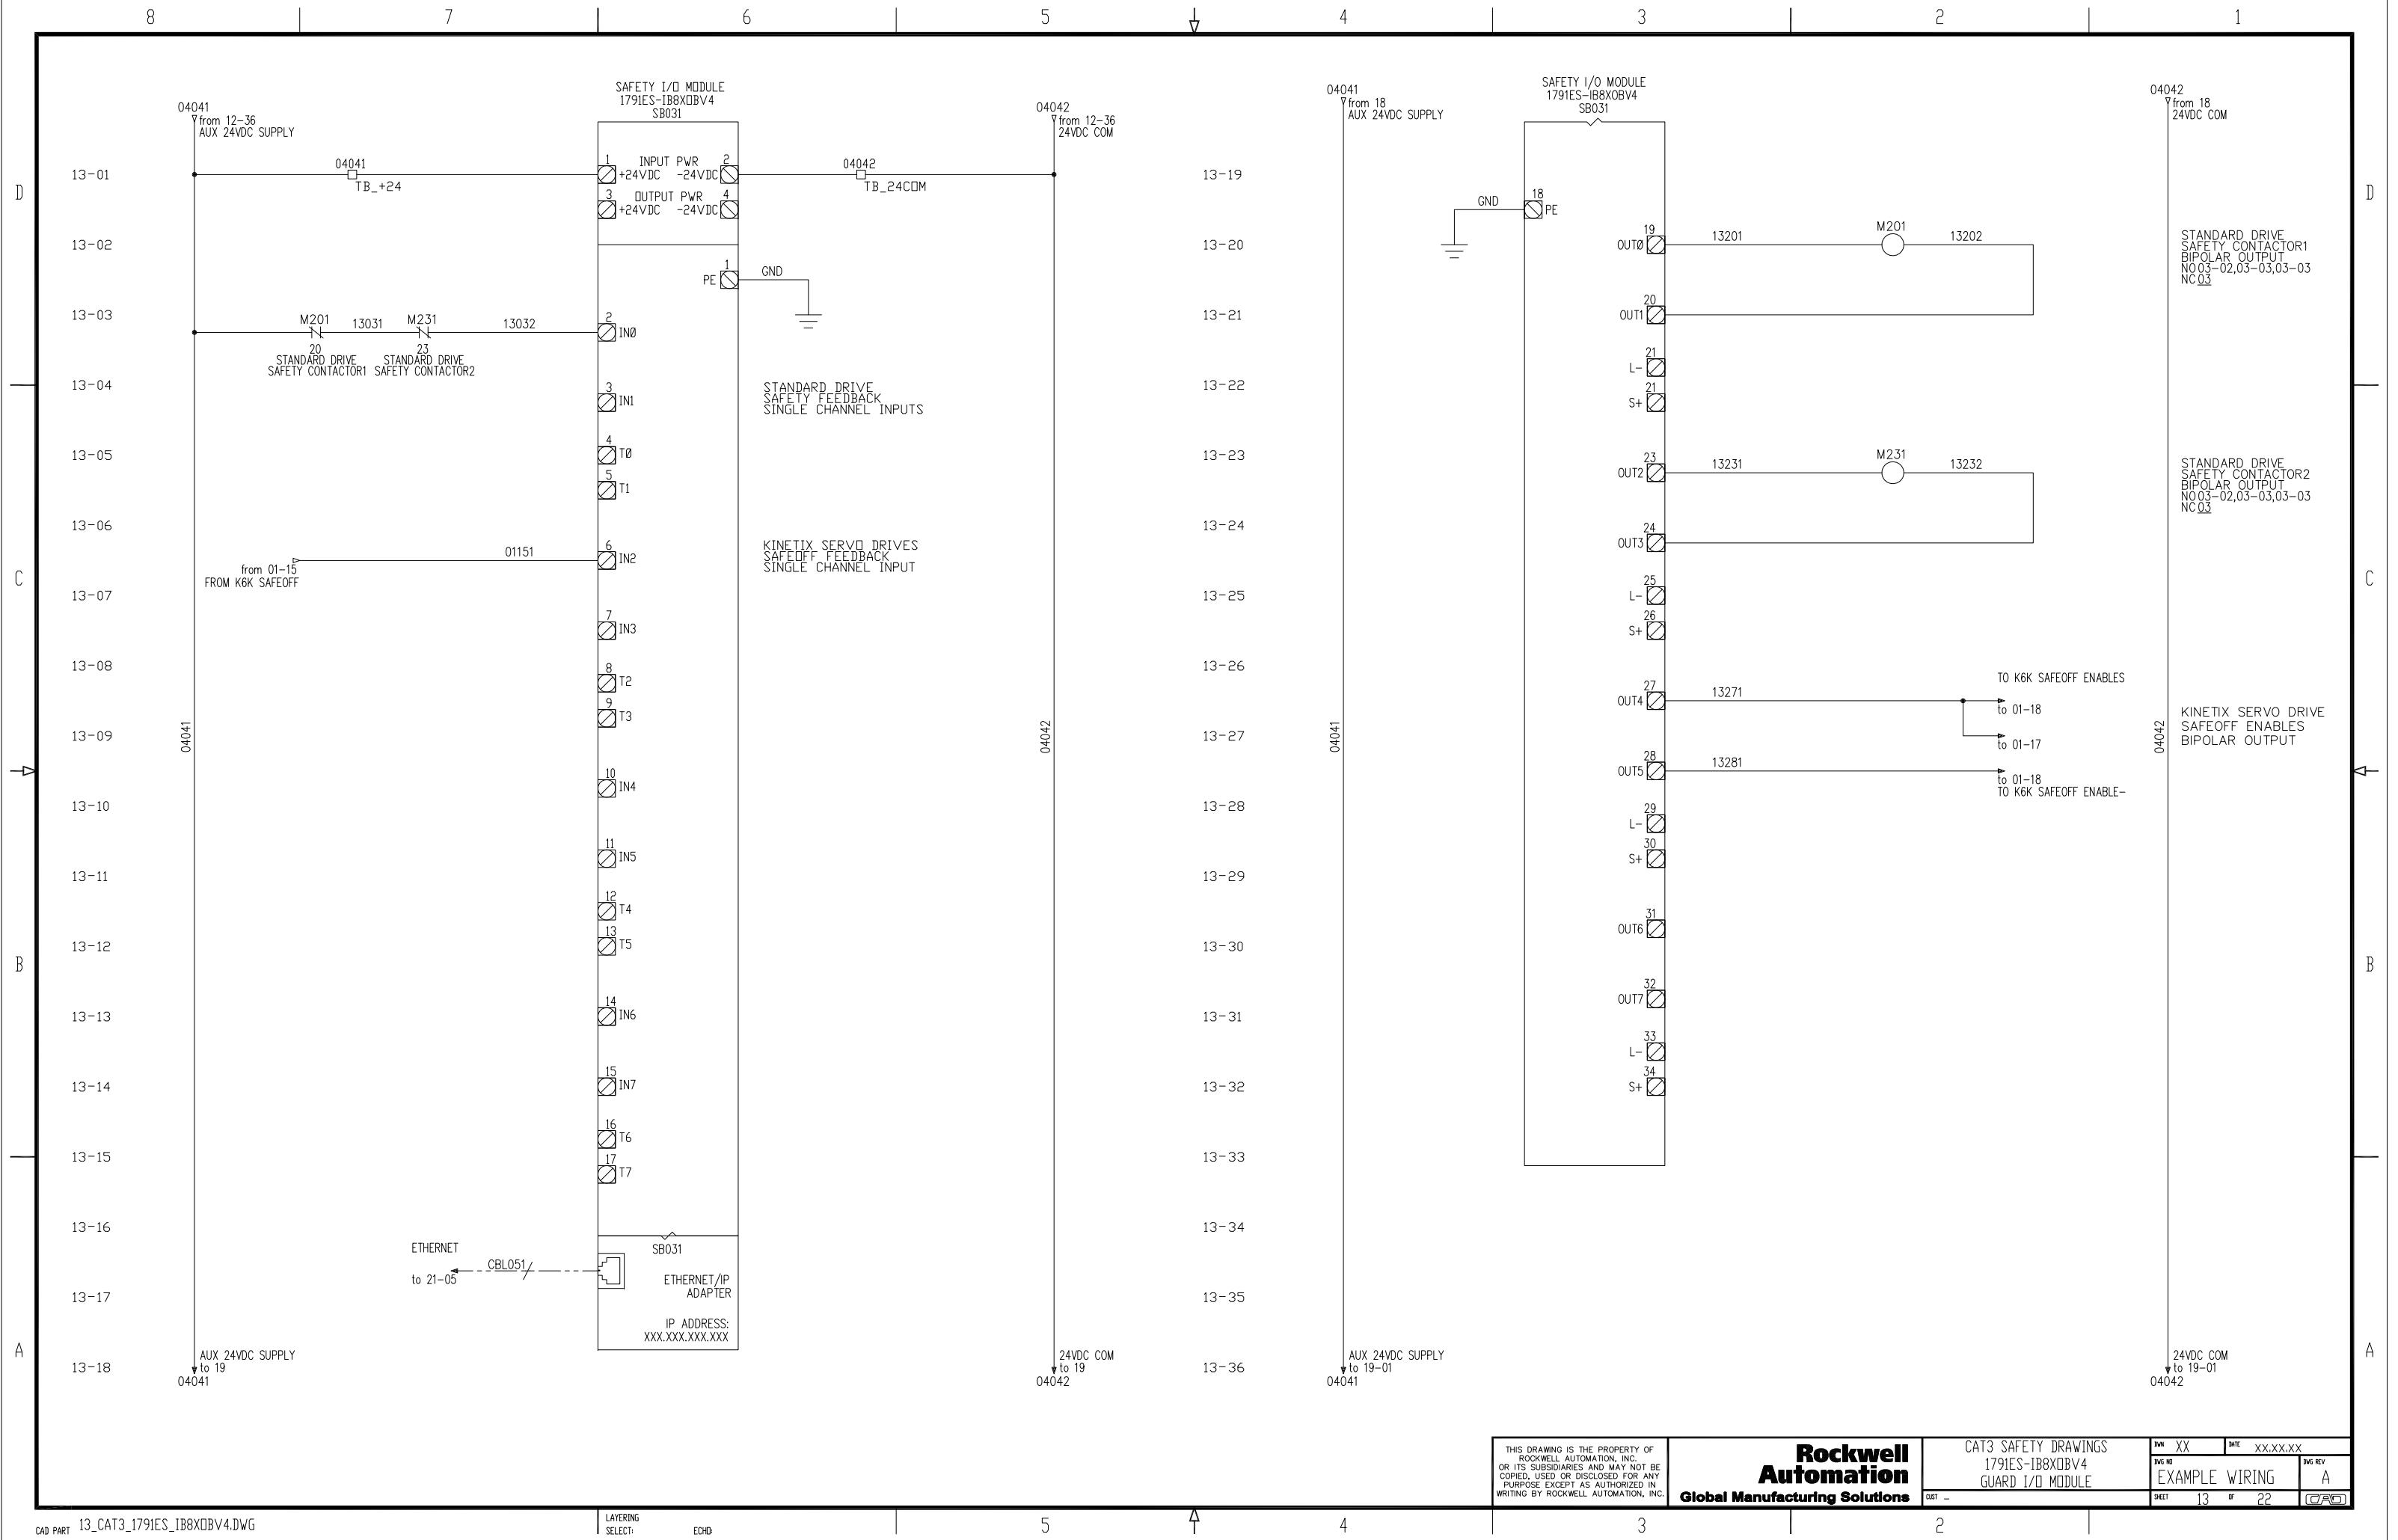 8 7 6 5 4 3 2 1
D
C
B
A
04041
from 12-36
AUX 24VDC SUPPLY
SAFETY I/O MODULE
1791ES-IB8XOBV4
SB031
04042
from 12-36
24VDC COM
13-01
04041
TB_+24
1 INPUT PWR 2
+24VDC -24VDC
3 OUTPUT PWR 4
+24VDC -24VDC
04042
TB_24COM
13-02
1
PE
GND
13-03
M201 13031 M231 13032
20 23
STANDARD DRIVE STANDARD DRIVE
SAFETY CONTACTOR1 SAFETY CONTACTOR2
2
IN0
13-04
3
IN1
STANDARD DRIVE
SAFETY FEEDBACK
SINGLE CHANNEL INPUTS
13-05
4
T0
5
T1
13-06
from 01-15
FROM K6K SAFEOFF
01151
6
IN2
KINETIX SERVO DRIVES
SAFEOFF FEEDBACK
SINGLE CHANNEL INPUT
13-07
7
IN3
13-08
8
T2
9
T3
04041
04042
13-09
10
IN4
13-10
11
IN5
13-11
12
T4
13
T5
13-12
14
IN6
13-13
15
IN7
13-14
16
T6
13-15
17
T7
13-16
ETHERNET
to 21-05
CBL051
SB031
ETHERNET/IP
ADAPTER
13-17
IP ADDRESS:
XXX.XXX.XXX.XXX
13-18
AUX 24VDC SUPPLY
to 19
04041
24VDC COM
to 19
04042
04041
from 18
AUX 24VDC SUPPLY
SAFETY I/O MODULE
1791ES-IB8XOBV4
SB031
04042
from 18
24VDC COM
13-19
GND
18
PE
13-20
19
OUT0
13201
M201
13202
STANDARD DRIVE
SAFETY CONTACTOR1
BIPOLAR OUTPUT
NO 03-02,03-03,03-03
NC 03
13-21
20
OUT1
21
L-
13-22
21
S+
13-23
23
OUT2
13231
M231
13232
STANDARD DRIVE
SAFETY CONTACTOR2
BIPOLAR OUTPUT
NO 03-02,03-03,03-03
NC 03
13-24
24
OUT3
13-25
25
L-
26
S+
13-26
27
OUT4
13271
TO K6K SAFEOFF ENABLES
to 01-18
04041
04042
13-27
to 01-17
KINETIX SERVO DRIVE
SAFEOFF ENABLES
BIPOLAR OUTPUT
28
OUT5
13281
to 01-18
TO K6K SAFEOFF ENABLE-
13-28
29
L-
30
S+
13-29
31
OUT6
13-30
32
OUT7
13-31
33
L-
13-32
34
S+
13-33
13-34
13-35
13-36
AUX 24VDC SUPPLY
to 19-01
04041
24VDC COM
to 19-01
04042
D
C
B
A
THIS DRAWING IS THE PROPERTY OF
ROCKWELL AUTOMATION, INC.
OR ITS SUBSIDIARIES AND MAY NOT BE
COPIED, USED OR DISCLOSED FOR ANY
PURPOSE EXCEPT AS AUTHORIZED IN
WRITING BY ROCKWELL AUTOMATION, INC.
Rockwell
Automation
Global Manufacturing Solutions
CAT3 SAFETY DRAWINGS
1791ES-IB8XOBV4
GUARD I/O MODULE
CUST _
DWN XX
DATE XX.XX.XX
DWG NO
EXAMPLE WIRING
DWG REV
A
SHEET 13 OF 22
CAD
CAD PART 13_CAT3_1791ES_IB8XOBV4.DWG
LAYERING
SELECT: ECHO:
5 4 3 2